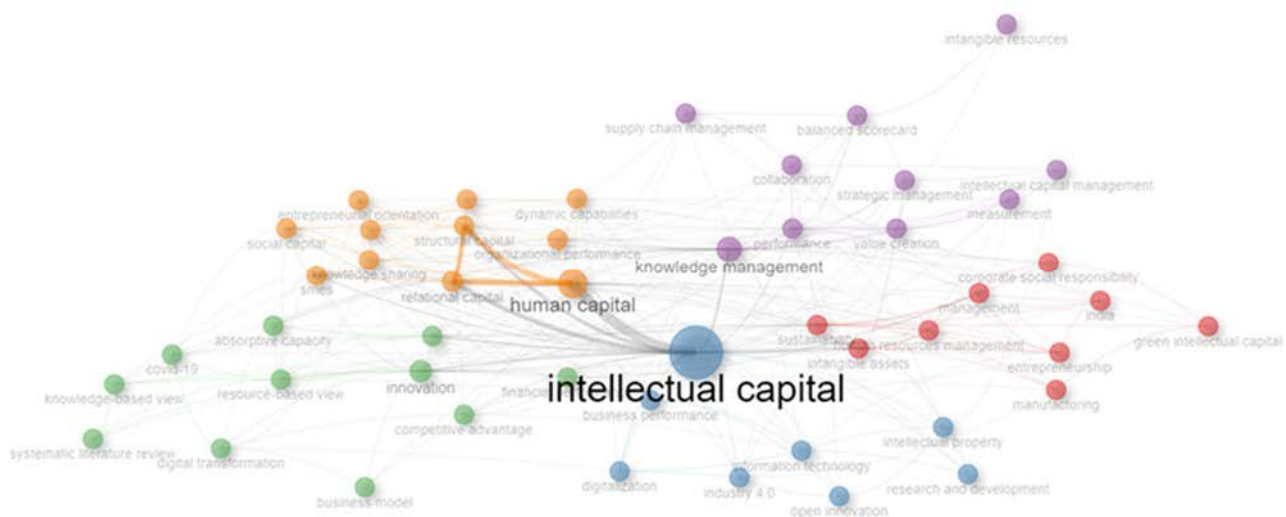 intangible resources
supply chain management
balanced scorecard
collaboration
strategic management
intellectual capital management
measurement
entrepreneurial orientation
dynamic capabilities
social capital
structural capital
organizational performance
performance
value creation
knowledge management
knowledge sharing
smes
relational capital
human capital
corporate social responsibility
management
india
sustainability
human resources management
green intellectual capital
absorptive capacity
intangible assets
entrepreneurship
covid-19
knowledge-based view
resource-based view
innovation
financial
intellectual capital
manufacturing
business performance
competitive advantage
intellectual property
systematic literature review
digital transformation
information technology
digitalization
industry 4.0
research and development
business model
open innovation